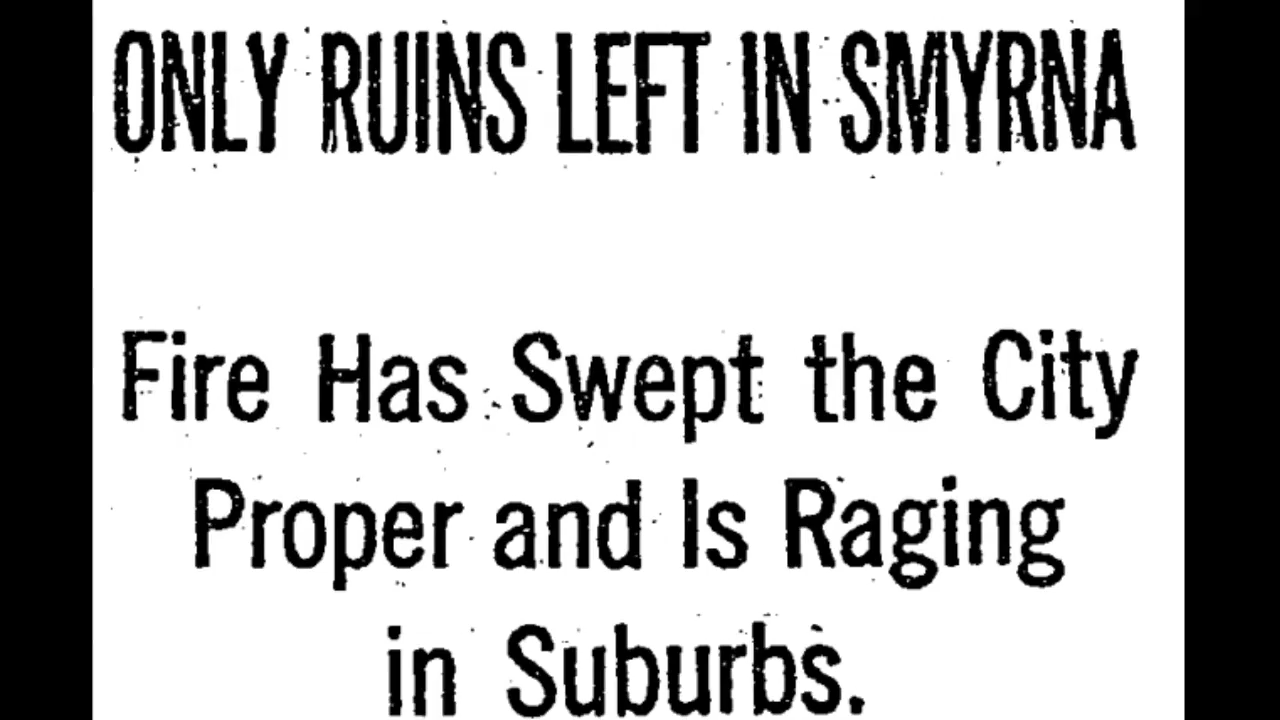 ONLY RUINS LEFT IN SMYRNA
Fire Has Swept the City
Proper and Is Raging
in Suburbs.